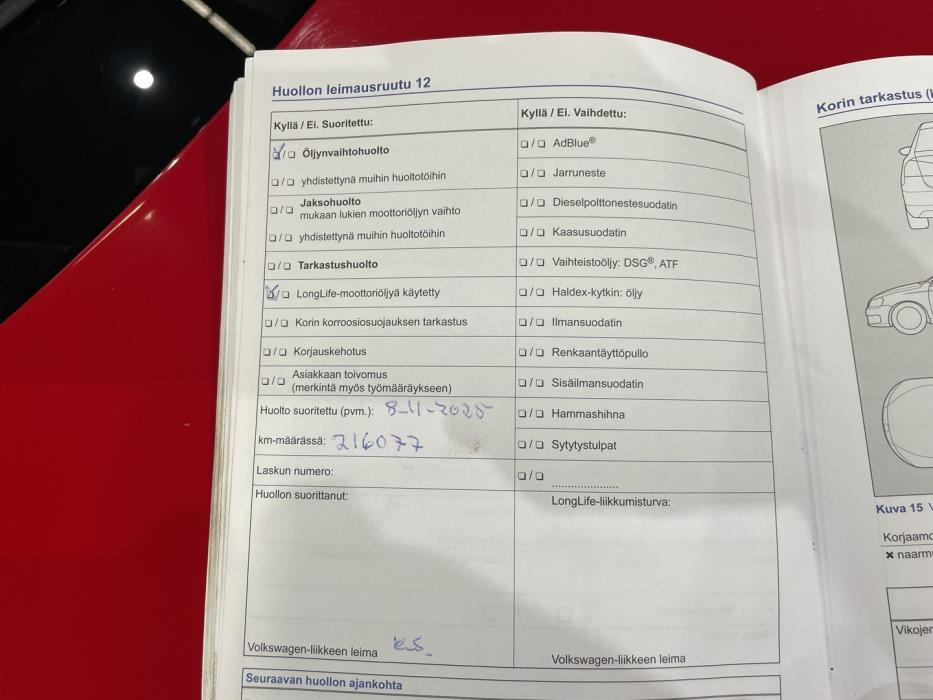 Huollon leimausruutu 12
Kyllä / Ei. Suoritettu:
❑/❑ Öljynvaihtohuolto
❑/❑ yhdistettynä muihin huoltotöihin
❑/❑ Jaksohuolto
mukaan lukien moottoriöljyn vaihto
❑/❑ yhdistettynä muihin huoltotöihin
❑/❑ Tarkastushuolto
❑/❑ LongLife-moottoriöljyä käytetty
❑/❑ Korin korroosiosuojauksen tarkastus
❑/❑ Korjauskehotus
❑/❑ Asiakkaan toivomus
(merkintä myös työmääräykseen)
Huolto suoritettu (pvm.): 8-11-2025
km-määrässä: 216077
Laskun numero:
Huollon suorittanut:
Volkswagen-liikkeen leima K.S.
Kyllä / Ei. Vaihdettu:
❑/❑ AdBlue®
❑/❑ Jarruneste
❑/❑ Dieselpolttonestesuodatin
❑/❑ Kaasusuodatin
❑/❑ Vaihteistoöljy: DSG®, ATF
❑/❑ Haldex-kytkin: öljy
❑/❑ Ilmansuodatin
❑/❑ Renkaantäyttöpullo
❑/❑ Sisäilmansuodatin
❑/❑ Hammashihna
❑/❑ Sytytystulpat
❑/❑ .....................
LongLife-liikkumisturva:
Volkswagen-liikkeen leima
Seuraavan huollon ajankohta
Korin tarkastus (
Kuva 15
Korjaamo
✖ naarm
Vikojen